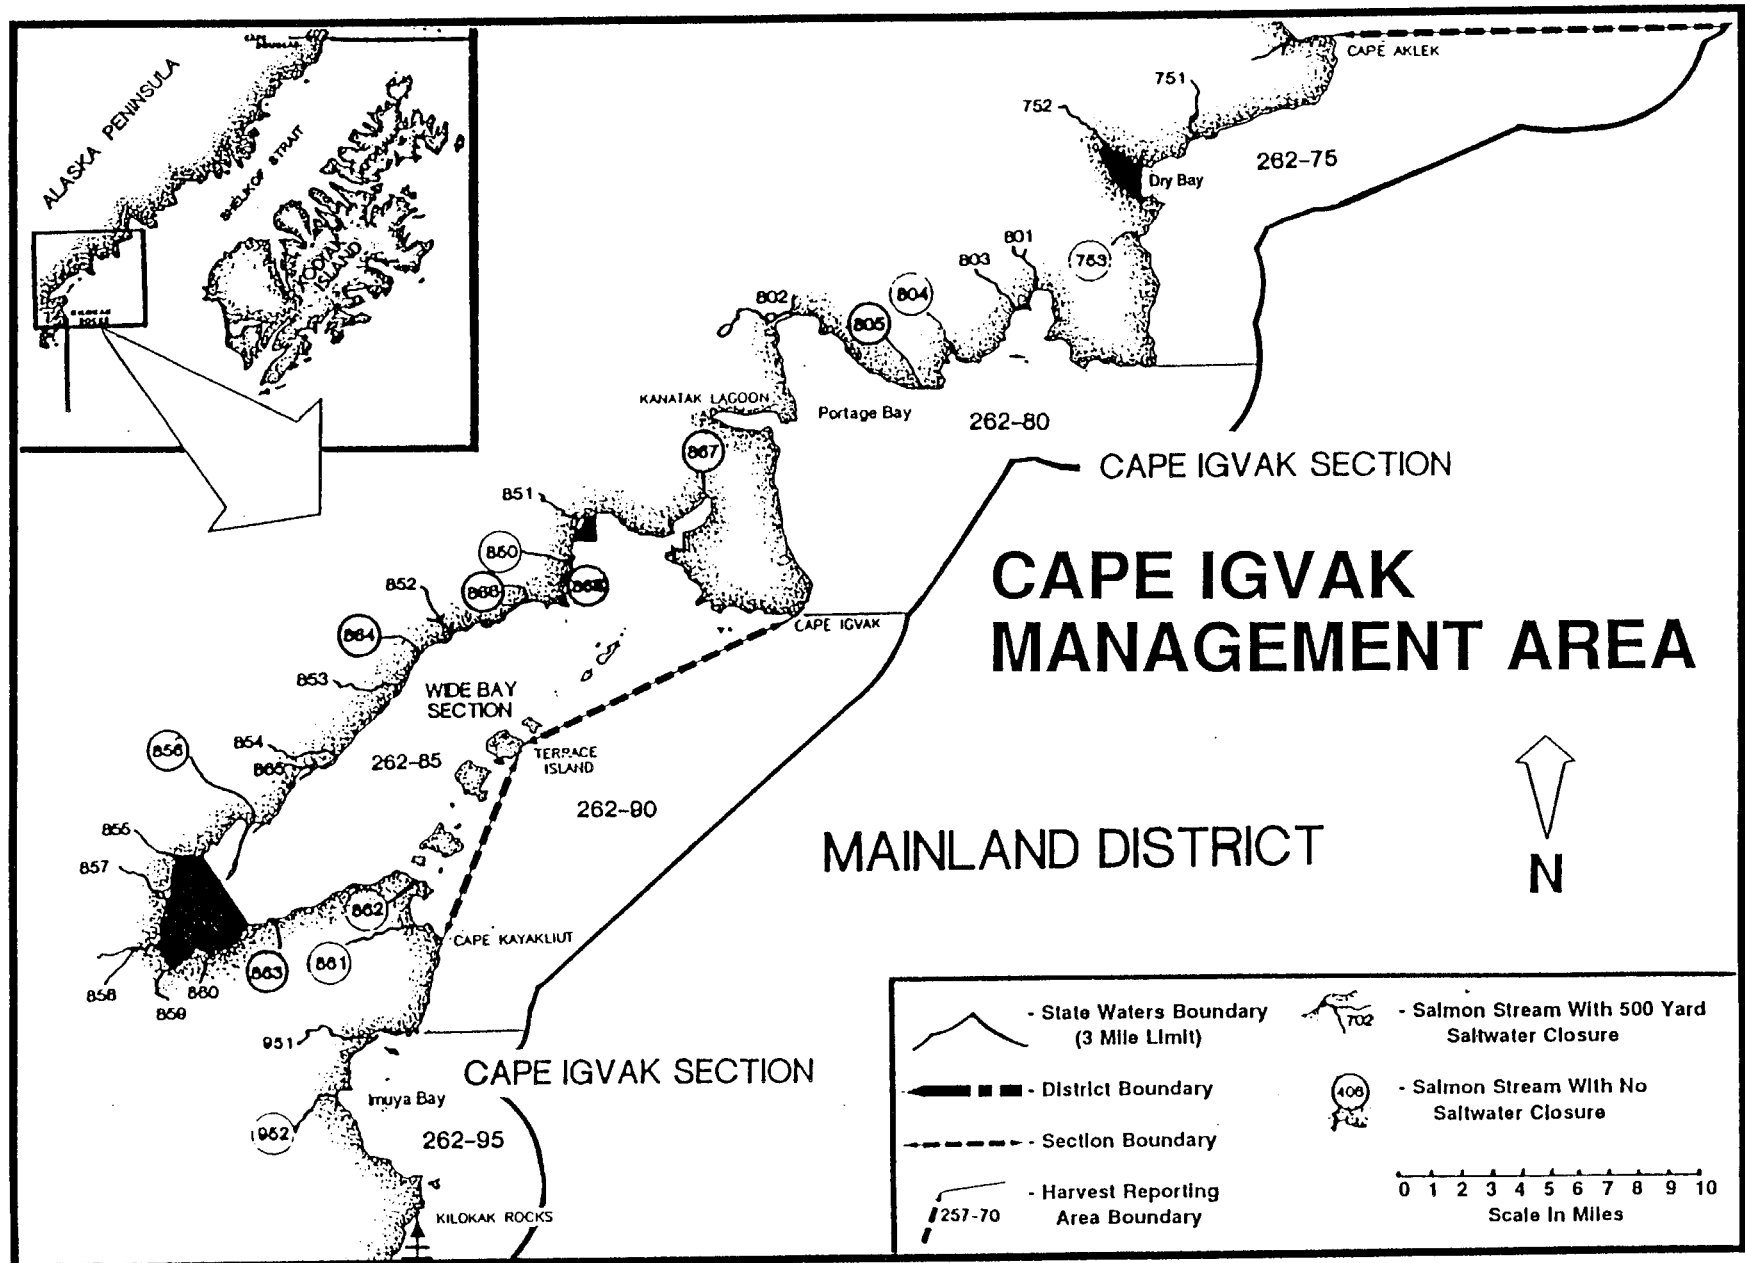 CAPE DOUGLAS
ALASKA PENINSULA
SHELIKOF STRAIT
KODIAK
ISLAND
KILOKAK
ROCKS
CAPE AKLEK
751
752
262-75
Dry Bay
753
801
803
804
802
805
KANATAK LAGOON
Portage Bay
262-80
CAPE IGVAK SECTION
867
851
850
852
CAPE IGVAK
MANAGEMENT AREA
864
CAPE IGVAK
853
WIDE BAY
SECTION
854
856
865
262-85
TERRACE
ISLAND
262-90
855
857
MAINLAND DISTRICT
N
862
CAPE KAYAKLIUT
861
863
858
860
859
951
CAPE IGVAK SECTION
Imuya Bay
952
262-95
KILOKAK ROCKS
- State Waters Boundary
(3 Mile Limit)
- District Boundary
- Section Boundary
257-70
- Harvest Reporting
Area Boundary
702
- Salmon Stream With 500 Yard
Saltwater Closure
406
- Salmon Stream With No
Saltwater Closure
0 1 2 3 4 5 6 7 8 9 10
Scale In Miles